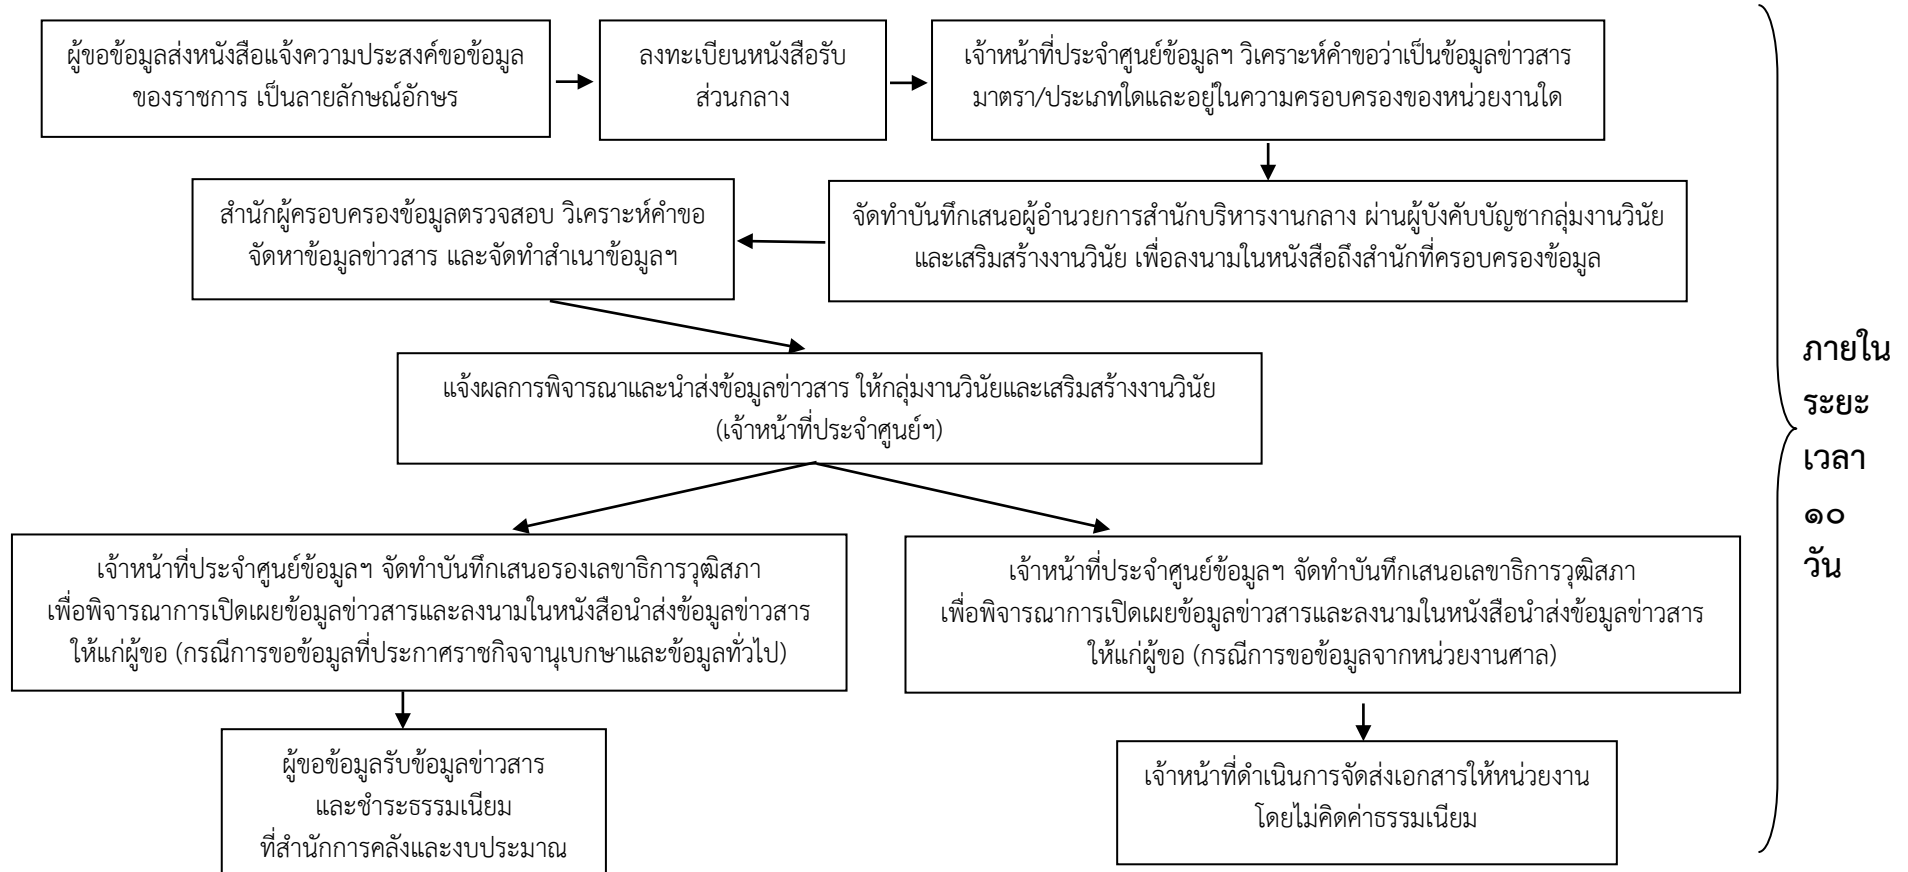 ผู้ขอข้อมูลส่งหนังสือแจ้งความประสงค์ขอข้อมูล
ของราชการ เป็นลายลักษณ์อักษร
ลงทะเบียนหนังสือรับ
ส่วนกลาง
เจ้าหน้าที่ประจำศูนย์ข้อมูลฯ วิเคราะห์คำขอว่าเป็นข้อมูลข่าวสาร
มาตรา/ประเภทใดและอยู่ในความครอบครองของหน่วยงานใด
จัดทำบันทึกเสนอผู้อำนวยการสำนักบริหารงานกลาง ผ่านผู้บังคับบัญชากลุ่มงานวินัย
และเสริมสร้างงานวินัย เพื่อลงนามในหนังสือถึงสำนักที่ครอบครองข้อมูล
สำนักผู้ครอบครองข้อมูลตรวจสอบ วิเคราะห์คำขอ
จัดหาข้อมูลข่าวสาร และจัดทำสำเนาข้อมูลฯ
แจ้งผลการพิจารณาและนำส่งข้อมูลข่าวสาร ให้กลุ่มงานวินัยและเสริมสร้างงานวินัย
(เจ้าหน้าที่ประจำศูนย์ฯ)
เจ้าหน้าที่ประจำศูนย์ข้อมูลฯ จัดทำบันทึกเสนอรองเลขาธิการวุฒิสภา
เพื่อพิจารณาการเปิดเผยข้อมูลข่าวสารและลงนามในหนังสือนำส่งข้อมูลข่าวสาร
ให้แก่ผู้ขอ (กรณีการขอข้อมูลที่ประกาศราชกิจจานุเบกษาและข้อมูลทั่วไป)
เจ้าหน้าที่ประจำศูนย์ข้อมูลฯ จัดทำบันทึกเสนอเลขาธิการวุฒิสภา
เพื่อพิจารณาการเปิดเผยข้อมูลข่าวสารและลงนามในหนังสือนำส่งข้อมูลข่าวสาร
ให้แก่ผู้ขอ (กรณีการขอข้อมูลจากหน่วยงานศาล)
ผู้ขอข้อมูลรับข้อมูลข่าวสาร
และชำระธรรมเนียม
ที่สำนักการคลังและงบประมาณ
เจ้าหน้าที่ดำเนินการจัดส่งเอกสารให้หน่วยงาน
โดยไม่คิดค่าธรรมเนียม
ภายใน
ระยะ
เวลา
๑๐
วัน